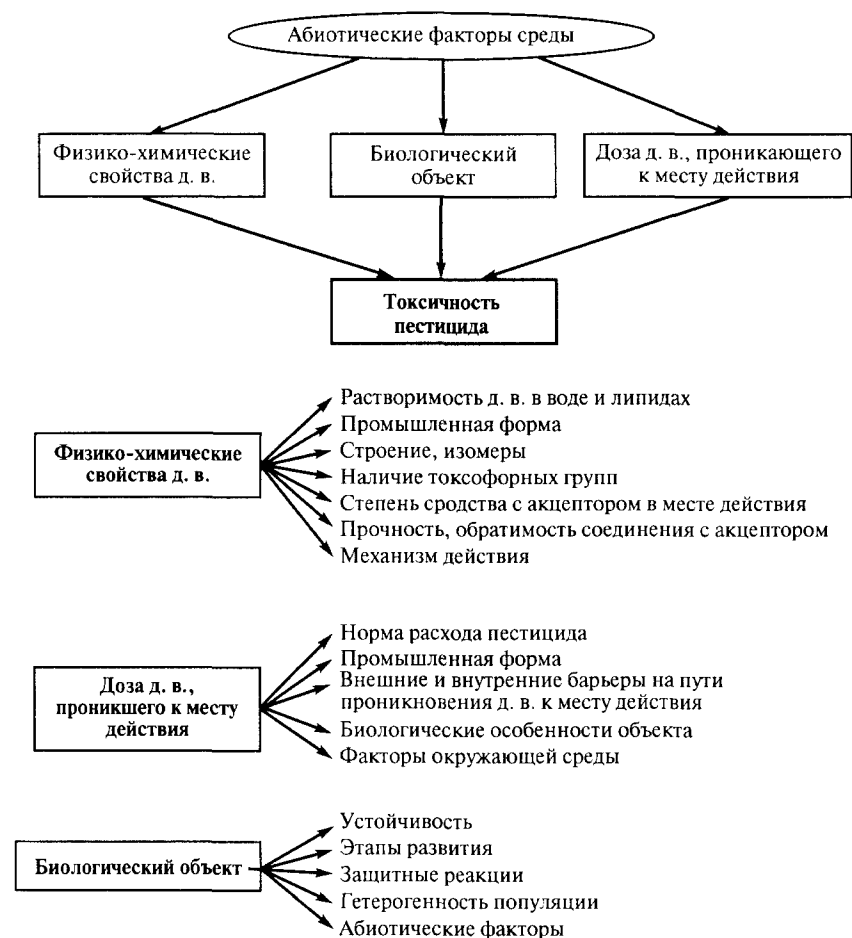 Абиотические факторы среды
Физико-химические
свойства д. в.
Биологический
объект
Доза д. в., проникающего
к месту действия
Токсичность
пестицида
Физико-химические
свойства д. в.
Растворимость д. в. в воде и липидах
Промышленная форма
Строение, изомеры
Наличие токсофорных групп
Степень сродства с акцептором в месте действия
Прочность, обратимость соединения с акцептором
Механизм действия
Доза д. в.,
проникшего к месту
действия
Норма расхода пестицида
Промышленная форма
Внешние и внутренние барьеры на пути
проникновения д. в. к месту действия
Биологические особенности объекта
Факторы окружающей среды
Биологический объект
Устойчивость
Этапы развития
Защитные реакции
Гетерогенность популяции
Абиотические факторы